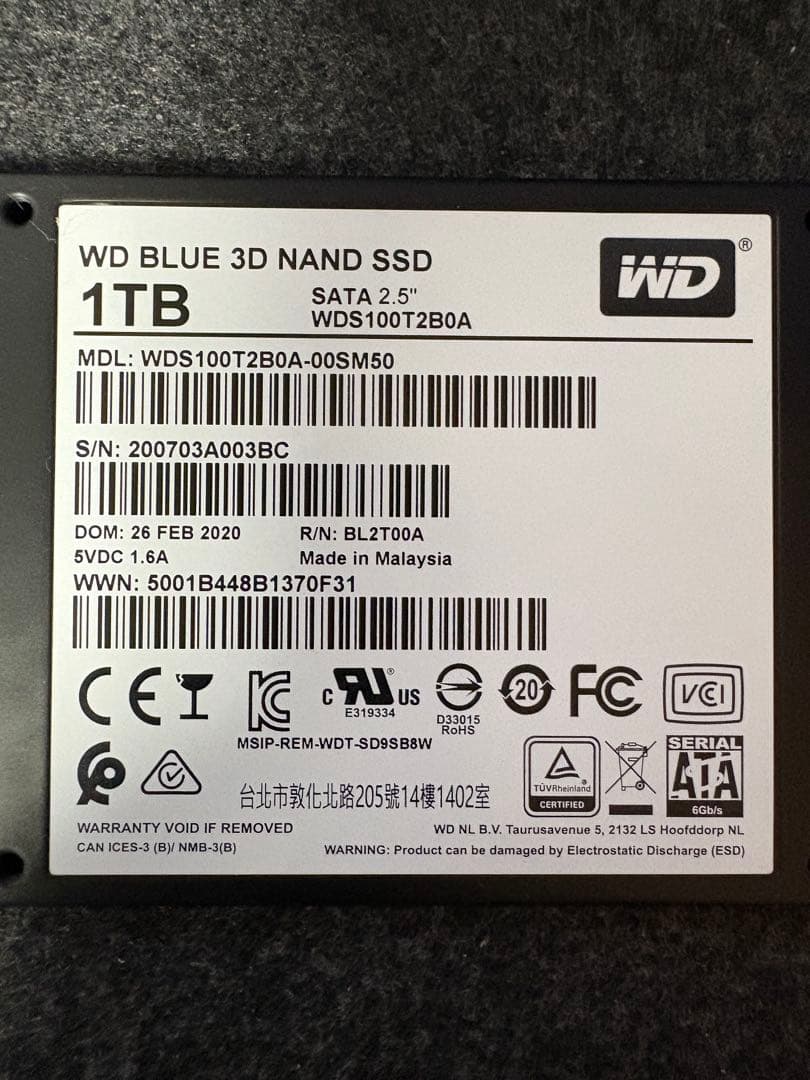 WD BLUE 3D NAND SSD
WD®
1TB
SATA 2.5"
WDS100T2B0A
MDL: WDS100T2B0A-00SM50
S/N: 200703A003BC
DOM: 26 FEB 2020 R/N: BL2T00A
5VDC 1.6A Made in Malaysia
WWN: 5001B448B1370F31
CE
c RU® US
E319334
D33015
RoHS
20
FC
VCI
MSIP-REM-WDT-SD9SB8W
台北市敦化北路205號14樓1402室
TÜVRheinland
CERTIFIED
SERIAL
ATA
6Gb/s
WARRANTY VOID IF REMOVED
WD NL B.V. Taurusavenue 5, 2132 LS Hoofddorp NL
CAN ICES-3 (B)/ NMB-3(B)
WARNING: Product can be damaged by Electrostatic Discharge (ESD)